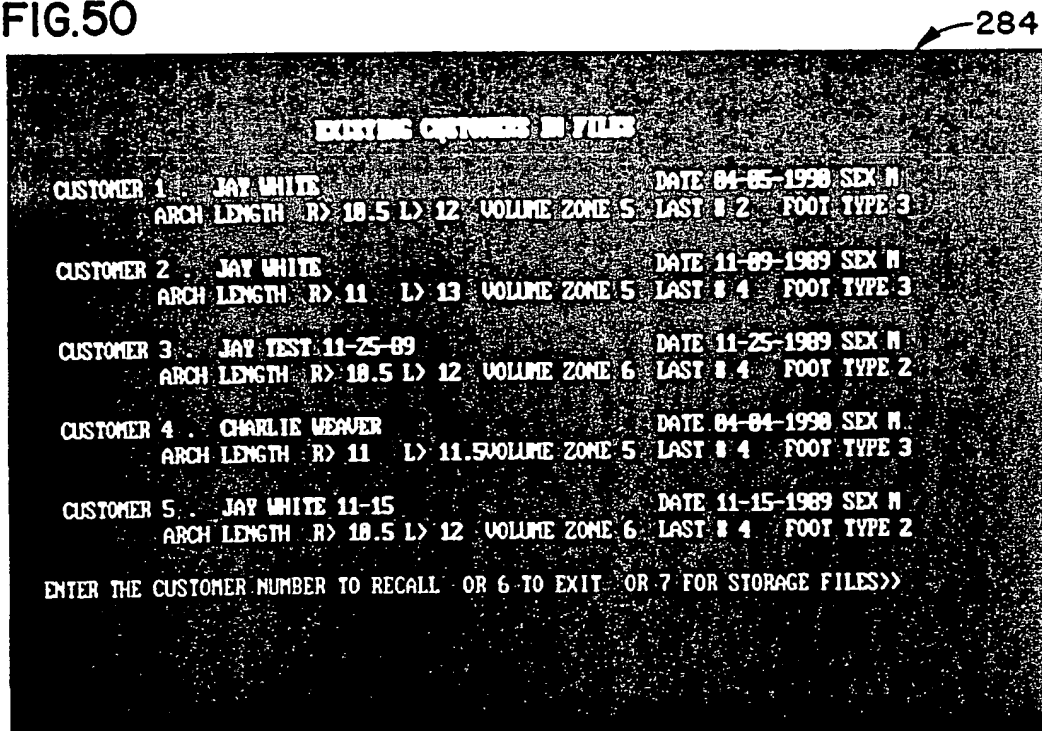 FIG.50
284
EXISTING CUSTOMERS IN FILES
CUSTOMER 1 . JAY WHITE DATE 04-05-1990 SEX M
ARCH LENGTH R> 10.5 L> 12 VOLUME ZONE 5 LAST # 2 FOOT TYPE 3
CUSTOMER 2 . JAY WHITE DATE 11-09-1989 SEX M
ARCH LENGTH R> 11 L> 13 VOLUME ZONE 5 LAST # 4 FOOT TYPE 3
CUSTOMER 3 . JAY TEST 11-25-89 DATE 11-25-1989 SEX M
ARCH LENGTH R> 10.5 L> 12 VOLUME ZONE 6 LAST # 4 FOOT TYPE 2
CUSTOMER 4 . CHARLIE WEAVER DATE 04-04-1990 SEX M
ARCH LENGTH R> 11 L> 11.5VOLUME ZONE 5 LAST # 4 FOOT TYPE 3
CUSTOMER 5 . JAY WHITE 11-15 DATE 11-15-1989 SEX M
ARCH LENGTH R> 10.5 L> 12 VOLUME ZONE 6 LAST # 4 FOOT TYPE 2
ENTER THE CUSTOMER NUMBER TO RECALL OR 6 TO EXIT OR 7 FOR STORAGE FILES>>